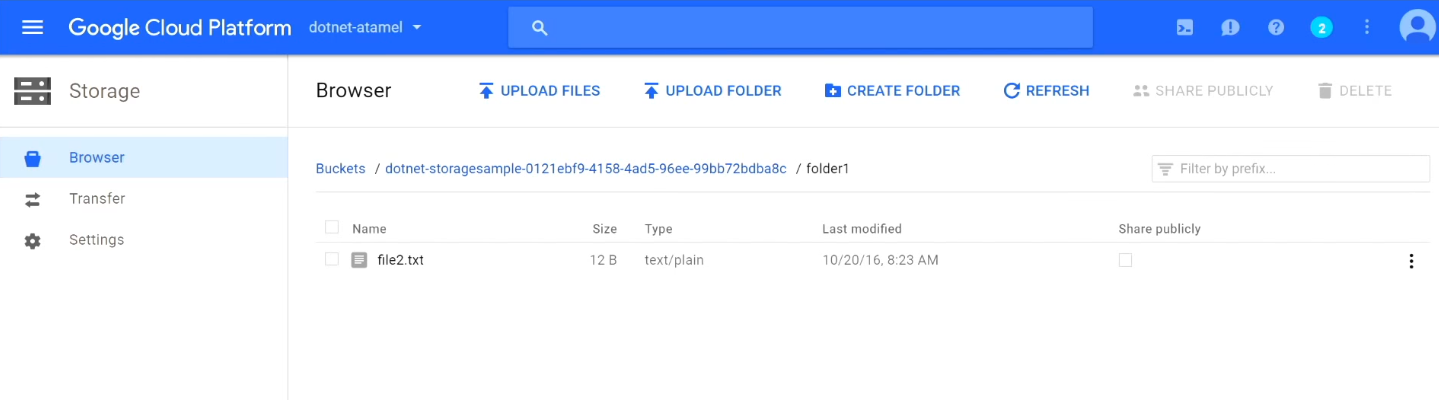 Google Cloud Platform dotnet-atamel 2
Storage
Browser UPLOAD FILES UPLOAD FOLDER CREATE FOLDER REFRESH SHARE PUBLICLY DELETE
Browser
Transfer
Settings
Buckets / dotnet-storagesample-0121ebf9-4158-4ad5-96ee-99bb72bdba8c / folder1 Filter by prefix...
Name Size Type Last modified Share publicly
file2.txt 12 B text/plain 10/20/16, 8:23 AM